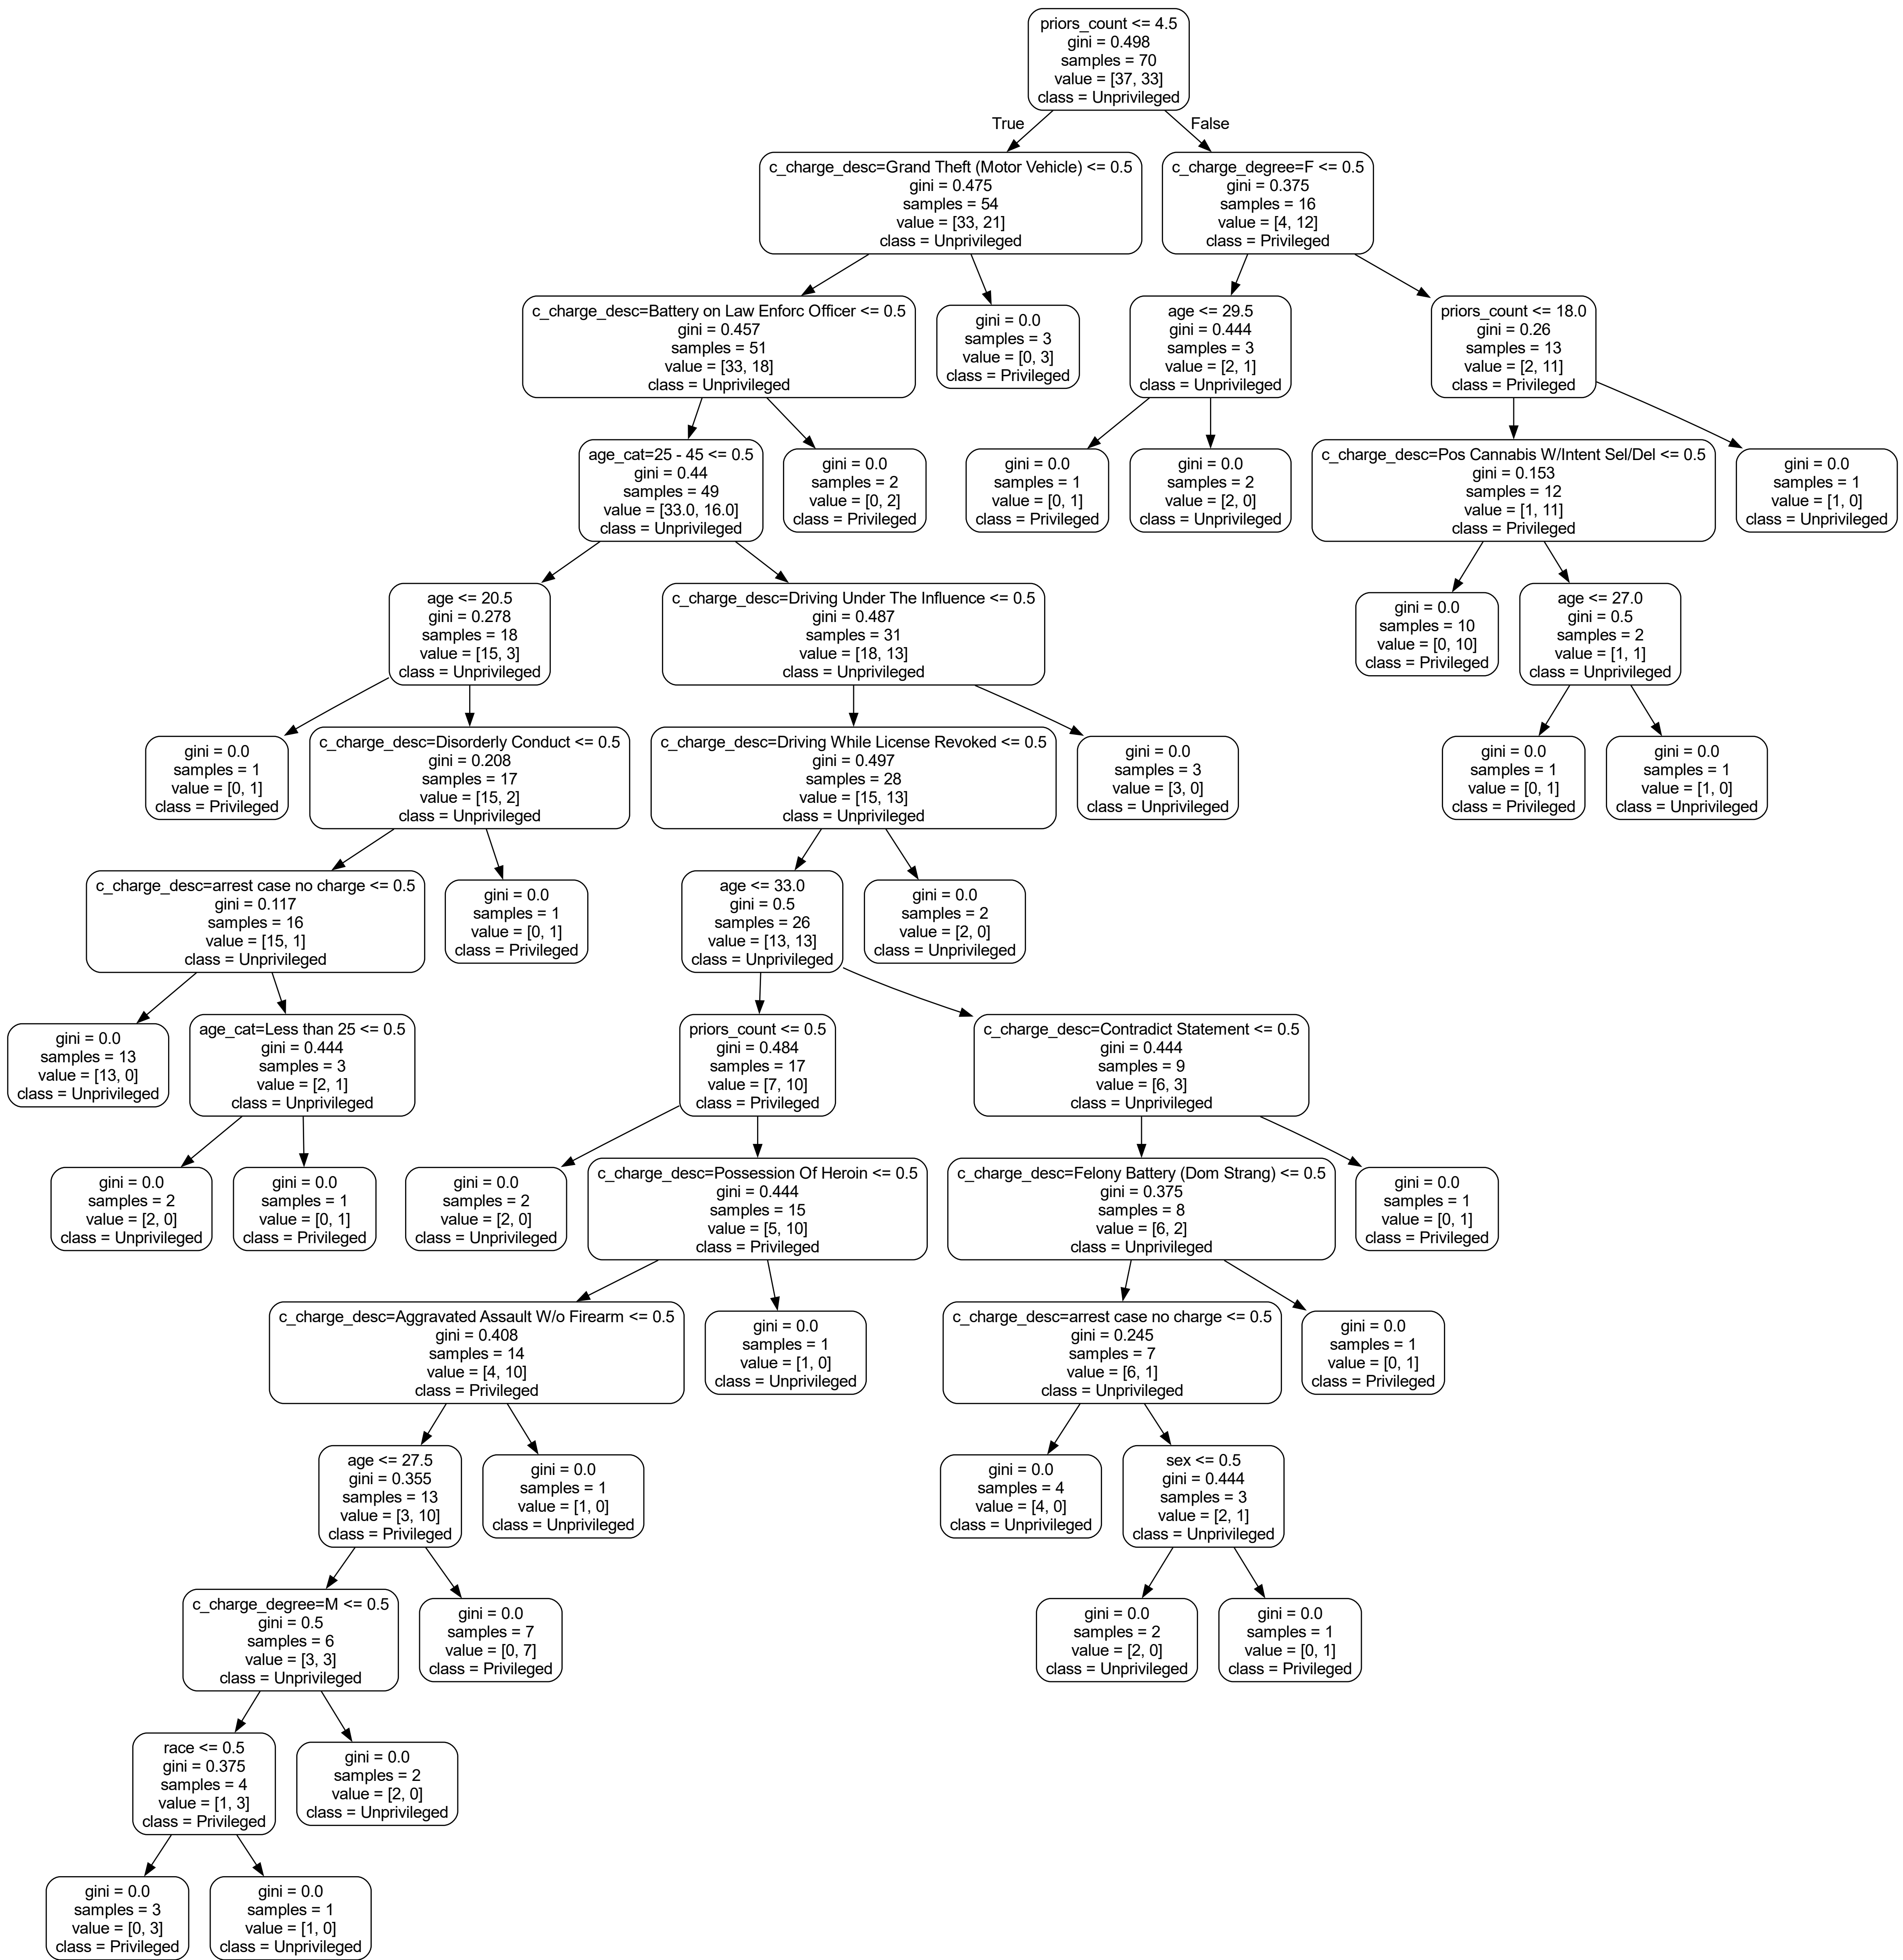 priors_count <= 4.5
gini = 0.498
samples = 70
value = [37, 33]
class = Unprivileged
True
False
c_charge_desc=Grand Theft (Motor Vehicle) <= 0.5
gini = 0.475
samples = 54
value = [33, 21]
class = Unprivileged
c_charge_degree=F <= 0.5
gini = 0.375
samples = 16
value = [4, 12]
class = Privileged
c_charge_desc=Battery on Law Enforc Officer <= 0.5
gini = 0.457
samples = 51
value = [33, 18]
class = Unprivileged
gini = 0.0
samples = 3
value = [0, 3]
class = Privileged
age <= 29.5
gini = 0.444
samples = 3
value = [2, 1]
class = Unprivileged
priors_count <= 18.0
gini = 0.26
samples = 13
value = [2, 11]
class = Privileged
age_cat=25 - 45 <= 0.5
gini = 0.44
samples = 49
value = [33.0, 16.0]
class = Unprivileged
gini = 0.0
samples = 2
value = [0, 2]
class = Privileged
gini = 0.0
samples = 1
value = [0, 1]
class = Privileged
gini = 0.0
samples = 2
value = [2, 0]
class = Unprivileged
c_charge_desc=Pos Cannabis W/Intent Sel/Del <= 0.5
gini = 0.153
samples = 12
value = [1, 11]
class = Privileged
gini = 0.0
samples = 1
value = [1, 0]
class = Unprivileged
age <= 20.5
gini = 0.278
samples = 18
value = [15, 3]
class = Unprivileged
c_charge_desc=Driving Under The Influence <= 0.5
gini = 0.487
samples = 31
value = [18, 13]
class = Unprivileged
gini = 0.0
samples = 10
value = [0, 10]
class = Privileged
age <= 27.0
gini = 0.5
samples = 2
value = [1, 1]
class = Unprivileged
gini = 0.0
samples = 1
value = [0, 1]
class = Privileged
c_charge_desc=Disorderly Conduct <= 0.5
gini = 0.208
samples = 17
value = [15, 2]
class = Unprivileged
c_charge_desc=Driving While License Revoked <= 0.5
gini = 0.497
samples = 28
value = [15, 13]
class = Unprivileged
gini = 0.0
samples = 3
value = [3, 0]
class = Unprivileged
gini = 0.0
samples = 1
value = [0, 1]
class = Privileged
gini = 0.0
samples = 1
value = [1, 0]
class = Unprivileged
c_charge_desc=arrest case no charge <= 0.5
gini = 0.117
samples = 16
value = [15, 1]
class = Unprivileged
gini = 0.0
samples = 1
value = [0, 1]
class = Privileged
age <= 33.0
gini = 0.5
samples = 26
value = [13, 13]
class = Unprivileged
gini = 0.0
samples = 2
value = [2, 0]
class = Unprivileged
gini = 0.0
samples = 13
value = [13, 0]
class = Unprivileged
age_cat=Less than 25 <= 0.5
gini = 0.444
samples = 3
value = [2, 1]
class = Unprivileged
priors_count <= 0.5
gini = 0.484
samples = 17
value = [7, 10]
class = Privileged
c_charge_desc=Contradict Statement <= 0.5
gini = 0.444
samples = 9
value = [6, 3]
class = Unprivileged
gini = 0.0
samples = 2
value = [2, 0]
class = Unprivileged
gini = 0.0
samples = 1
value = [0, 1]
class = Privileged
gini = 0.0
samples = 2
value = [2, 0]
class = Unprivileged
c_charge_desc=Possession Of Heroin <= 0.5
gini = 0.444
samples = 15
value = [5, 10]
class = Privileged
c_charge_desc=Felony Battery (Dom Strang) <= 0.5
gini = 0.375
samples = 8
value = [6, 2]
class = Unprivileged
gini = 0.0
samples = 1
value = [0, 1]
class = Privileged
c_charge_desc=Aggravated Assault W/o Firearm <= 0.5
gini = 0.408
samples = 14
value = [4, 10]
class = Privileged
gini = 0.0
samples = 1
value = [1, 0]
class = Unprivileged
c_charge_desc=arrest case no charge <= 0.5
gini = 0.245
samples = 7
value = [6, 1]
class = Unprivileged
gini = 0.0
samples = 1
value = [0, 1]
class = Privileged
age <= 27.5
gini = 0.355
samples = 13
value = [3, 10]
class = Privileged
gini = 0.0
samples = 1
value = [1, 0]
class = Unprivileged
gini = 0.0
samples = 4
value = [4, 0]
class = Unprivileged
sex <= 0.5
gini = 0.444
samples = 3
value = [2, 1]
class = Unprivileged
c_charge_degree=M <= 0.5
gini = 0.5
samples = 6
value = [3, 3]
class = Unprivileged
gini = 0.0
samples = 7
value = [0, 7]
class = Privileged
gini = 0.0
samples = 2
value = [2, 0]
class = Unprivileged
gini = 0.0
samples = 1
value = [0, 1]
class = Privileged
race <= 0.5
gini = 0.375
samples = 4
value = [1, 3]
class = Privileged
gini = 0.0
samples = 2
value = [2, 0]
class = Unprivileged
gini = 0.0
samples = 3
value = [0, 3]
class = Privileged
gini = 0.0
samples = 1
value = [1, 0]
class = Unprivileged